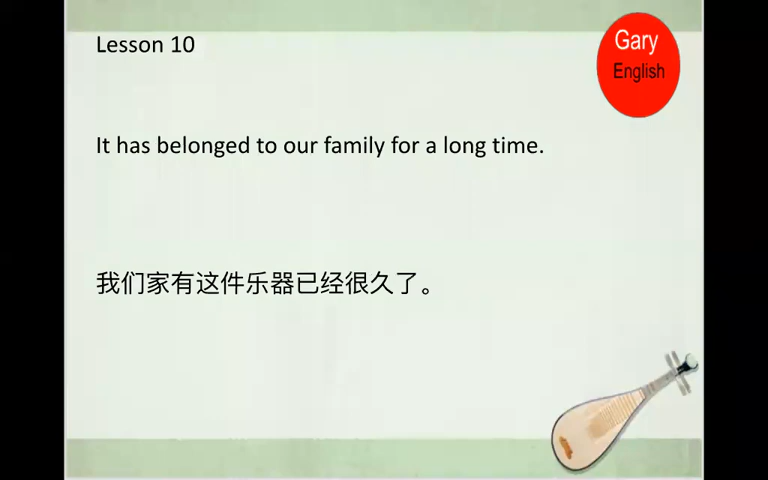 Lesson 10
Gary
English
It has belonged to our family for a long time.
我们家有这件乐器已经很久了。